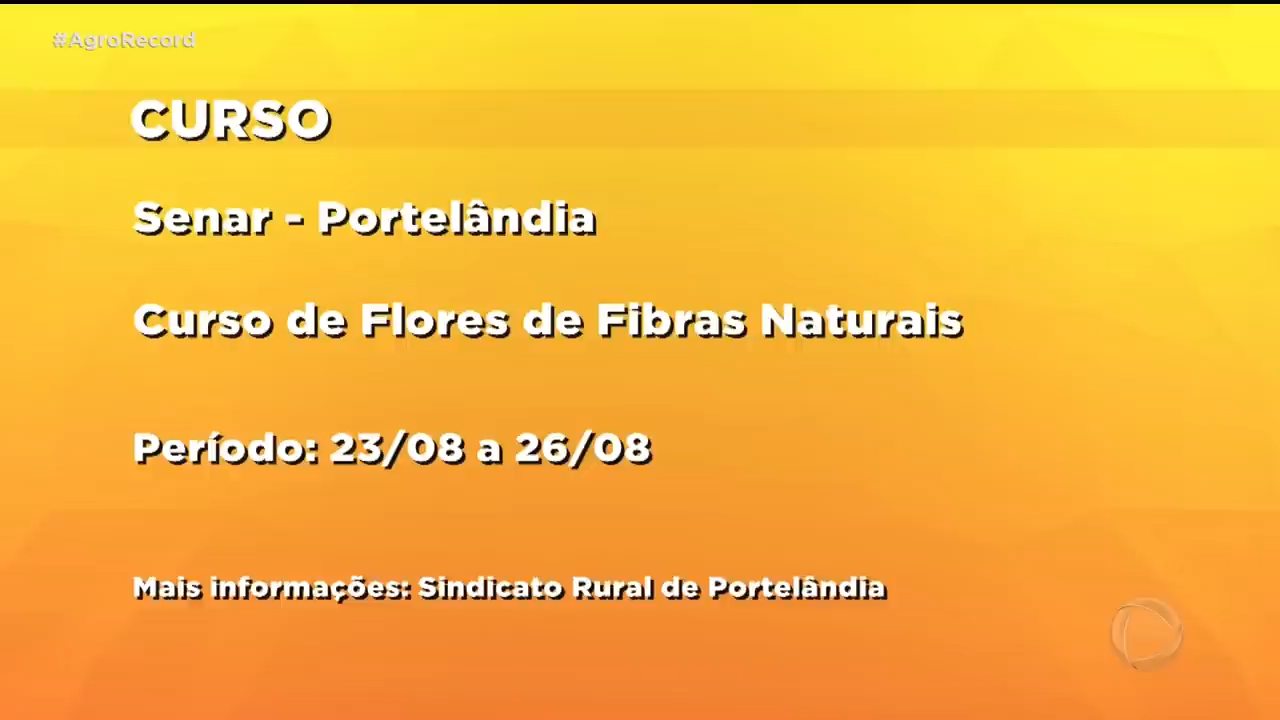 #AgroRecord
CURSO
Senar - Portelândia
Curso de Flores de Fibras Naturais
Período: 23/08 a 26/08
Mais informações: Sindicato Rural de Portelândia